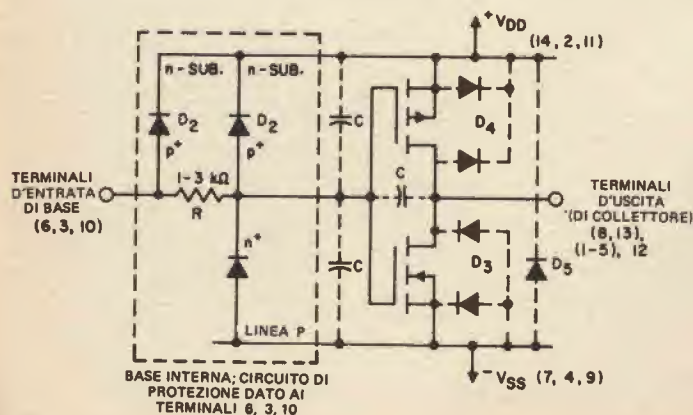 +VDD
(14, 2, 11)
n-SUB.
n-SUB.
D2
D2
p+
p+
C
D4
TERMINALI
D'ENTRATA
DI BASE
(6, 3, 10)
1-3 kΩ
R
C
TERMINALI
D'USCITA
(DI COLLETTORE)
(8, (13),
(1-5), 12
n+
C
D3
D5
LINEA P
BASE INTERNA; CIRCUITO DI
PROTEZIONE DATO AI
TERMINALI 6, 3, 10
-VSS (7, 4, 9)